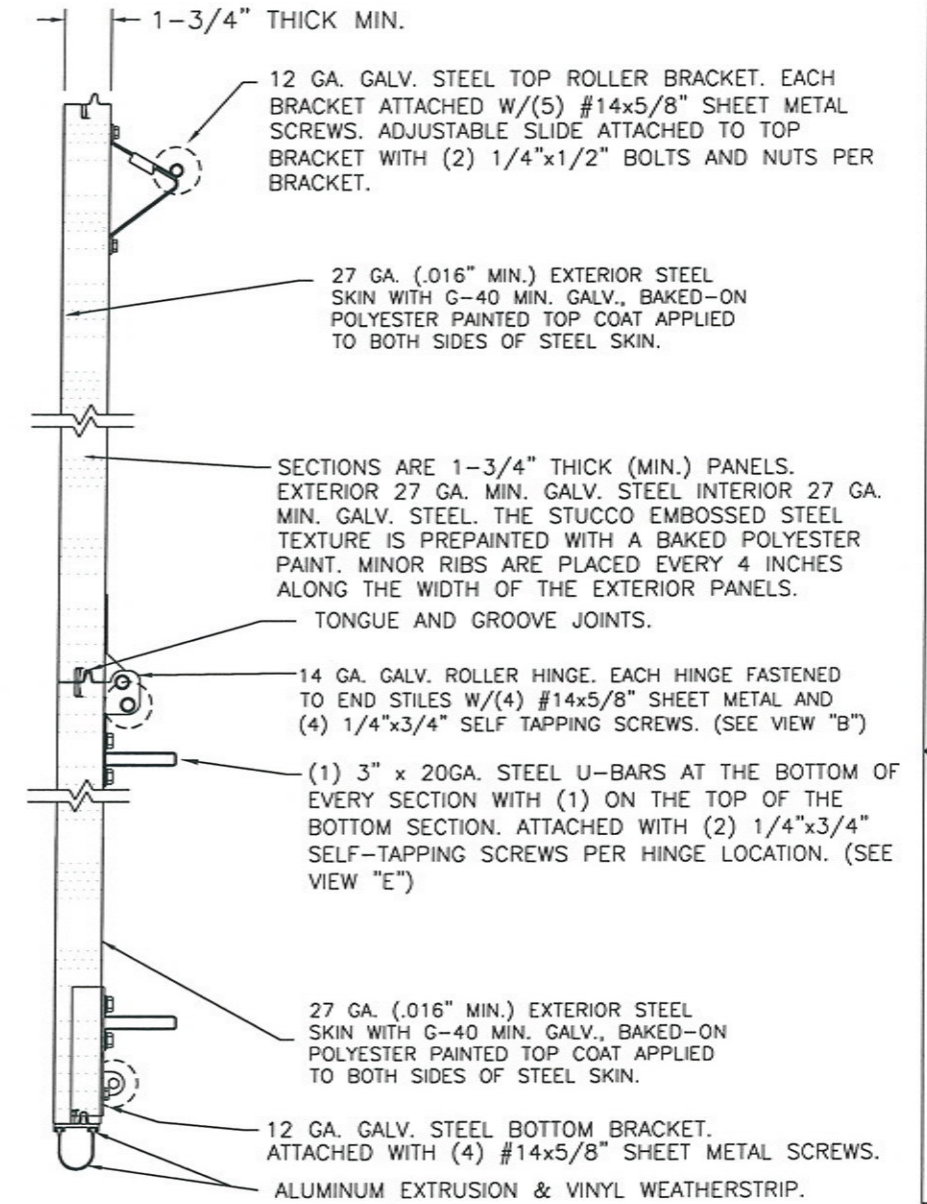 1-3/4" THICK MIN.
12 GA. GALV. STEEL TOP ROLLER BRACKET. EACH
BRACKET ATTACHED W/(5) #14x5/8" SHEET METAL
SCREWS. ADJUSTABLE SLIDE ATTACHED TO TOP
BRACKET WITH (2) 1/4"x1/2" BOLTS AND NUTS PER
BRACKET.
27 GA. (.016" MIN.) EXTERIOR STEEL
SKIN WITH G-40 MIN. GALV., BAKED-ON
POLYESTER PAINTED TOP COAT APPLIED
TO BOTH SIDES OF STEEL SKIN.
SECTIONS ARE 1-3/4" THICK (MIN.) PANELS.
EXTERIOR 27 GA. MIN. GALV. STEEL INTERIOR 27 GA.
MIN. GALV. STEEL. THE STUCCO EMBOSSED STEEL
TEXTURE IS PREPAINTED WITH A BAKED POLYESTER
PAINT. MINOR RIBS ARE PLACED EVERY 4 INCHES
ALONG THE WIDTH OF THE EXTERIOR PANELS.
TONGUE AND GROOVE JOINTS.
14 GA. GALV. ROLLER HINGE. EACH HINGE FASTENED
TO END STILES W/(4) #14x5/8" SHEET METAL AND
(4) 1/4"x3/4" SELF TAPPING SCREWS. (SEE VIEW "B")
(1) 3" x 20GA. STEEL U-BARS AT THE BOTTOM OF
EVERY SECTION WITH (1) ON THE TOP OF THE
BOTTOM SECTION. ATTACHED WITH (2) 1/4"x3/4"
SELF-TAPPING SCREWS PER HINGE LOCATION. (SEE
VIEW "E")
27 GA. (.016" MIN.) EXTERIOR STEEL
SKIN WITH G-40 MIN. GALV., BAKED-ON
POLYESTER PAINTED TOP COAT APPLIED
TO BOTH SIDES OF STEEL SKIN.
12 GA. GALV. STEEL BOTTOM BRACKET.
ATTACHED WITH (4) #14x5/8" SHEET METAL SCREWS.
ALUMINUM EXTRUSION & VINYL WEATHERSTRIP.